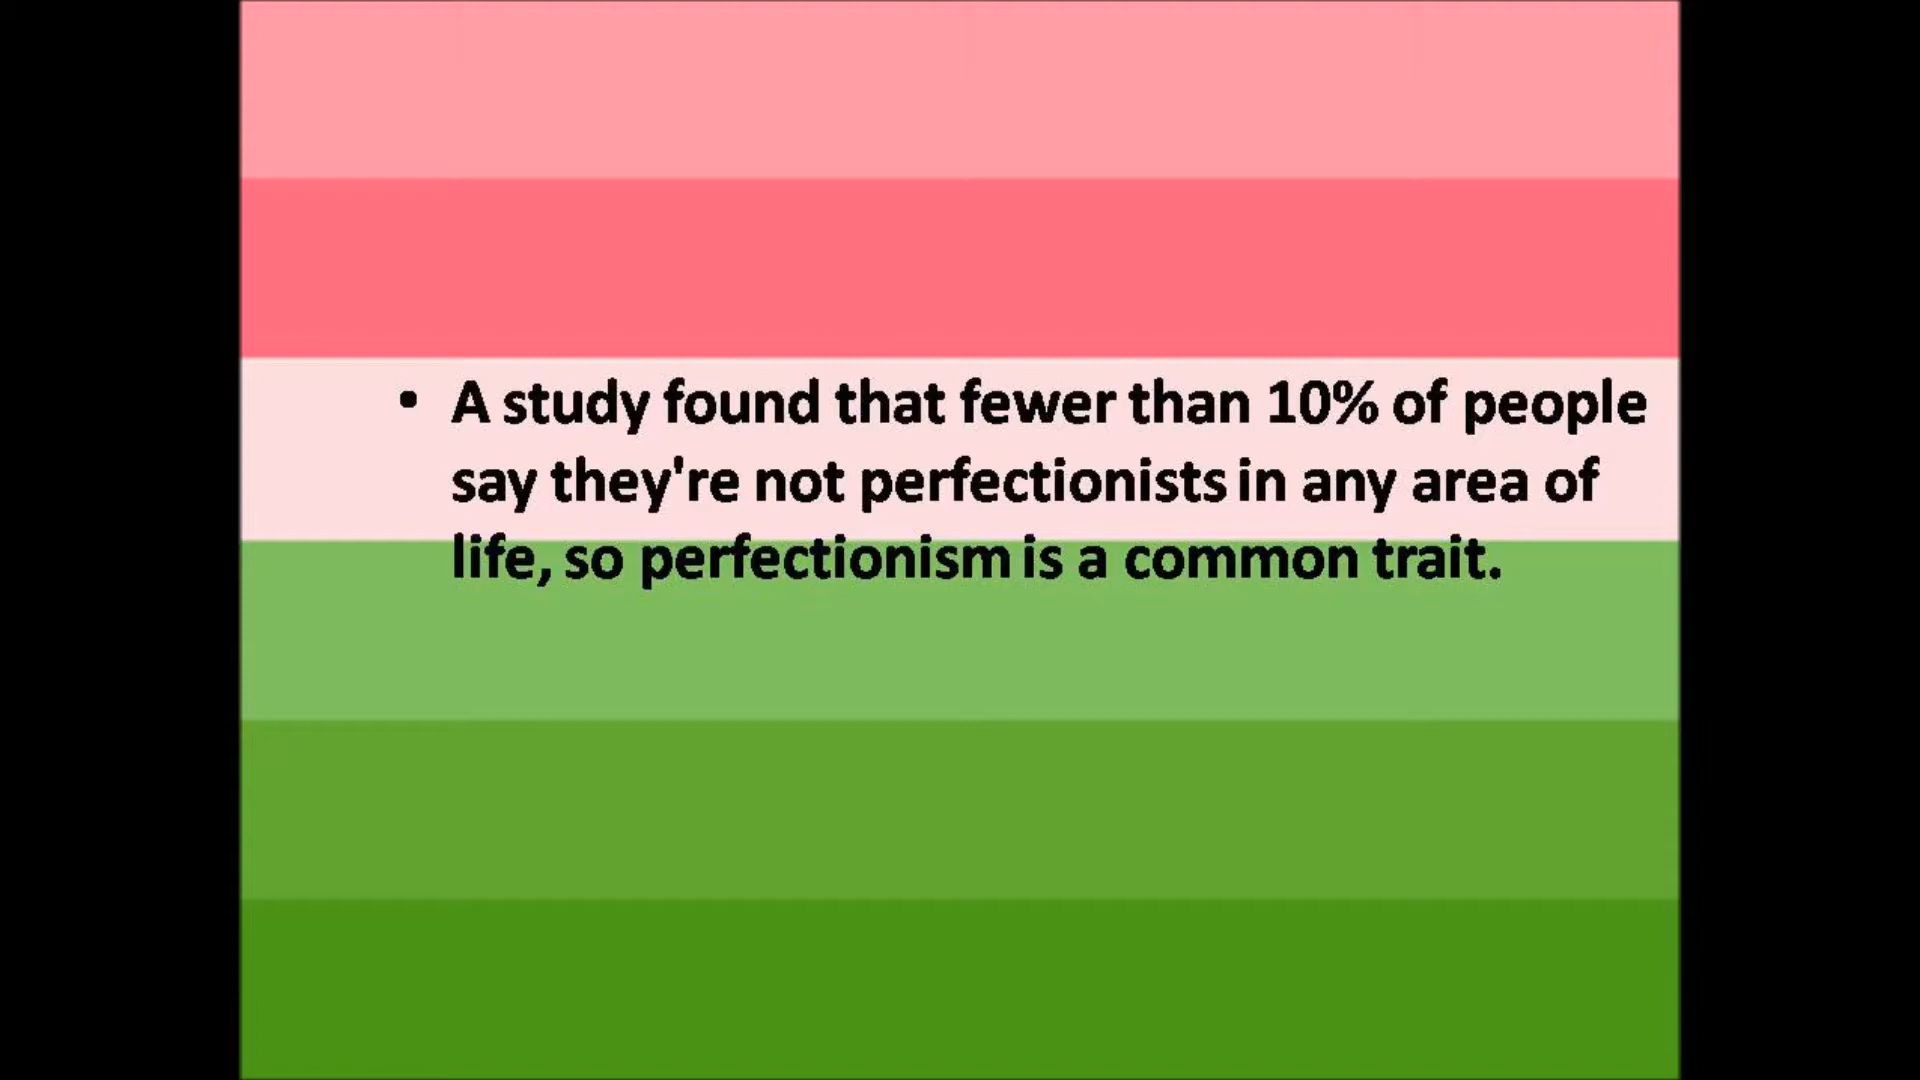 • A study found that fewer than 10% of people
say they're not perfectionists in any area of
life, so perfectionism is a common trait.